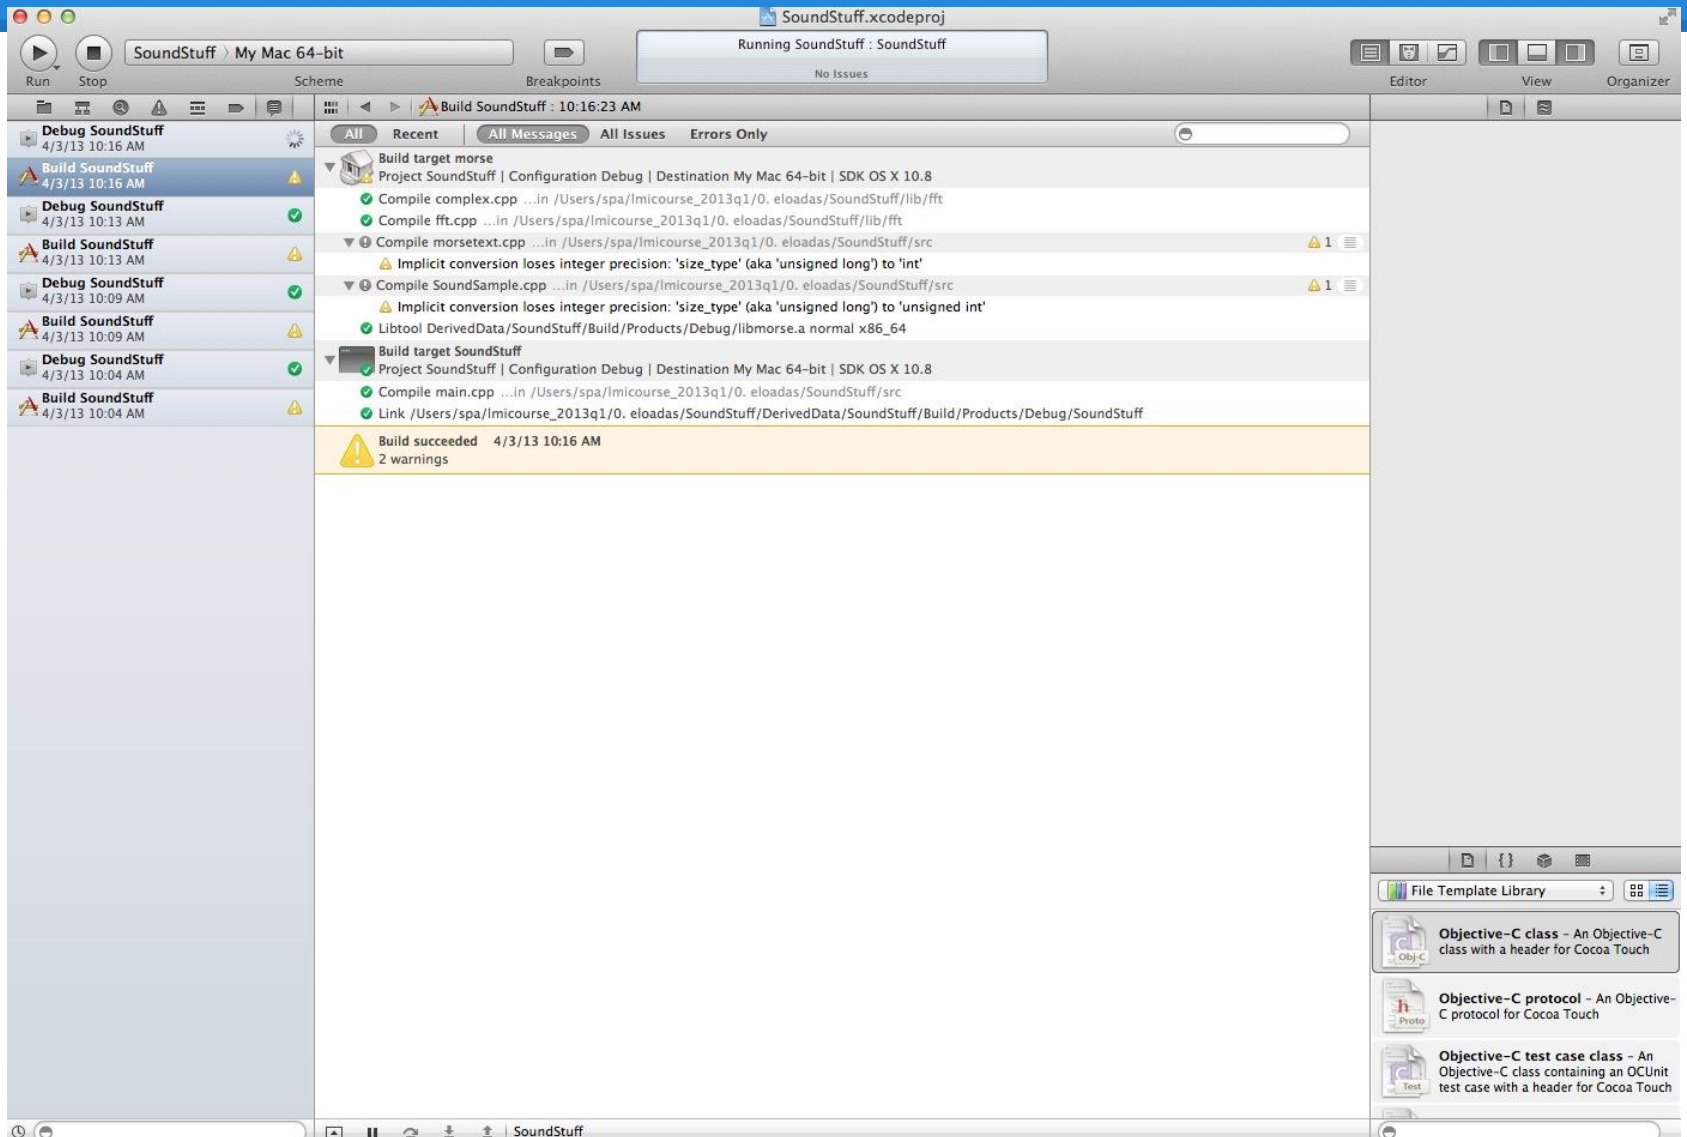 SoundStuff.xcodeproj
SoundStuff › My Mac 64-bit
Running SoundStuff : SoundStuff
No Issues
Run
Stop
Scheme
Breakpoints
Editor
View
Organizer
Build SoundStuff : 10:16:23 AM
Debug SoundStuff
4/3/13 10:16 AM
Build SoundStuff
4/3/13 10:16 AM
Debug SoundStuff
4/3/13 10:13 AM
Build SoundStuff
4/3/13 10:13 AM
Debug SoundStuff
4/3/13 10:09 AM
Build SoundStuff
4/3/13 10:09 AM
Debug SoundStuff
4/3/13 10:04 AM
Build SoundStuff
4/3/13 10:04 AM
All Recent All Messages All Issues Errors Only
Build target morse
Project SoundStuff | Configuration Debug | Destination My Mac 64-bit | SDK OS X 10.8
Compile complex.cpp ...in /Users/spa/lmicourse_2013q1/0. eloadas/SoundStuff/lib/fft
Compile fft.cpp ...in /Users/spa/lmicourse_2013q1/0. eloadas/SoundStuff/lib/fft
Compile morsetext.cpp ...in /Users/spa/lmicourse_2013q1/0. eloadas/SoundStuff/src 1
Implicit conversion loses integer precision: 'size_type' (aka 'unsigned long') to 'int'
Compile SoundSample.cpp ...in /Users/spa/lmicourse_2013q1/0. eloadas/SoundStuff/src 1
Implicit conversion loses integer precision: 'size_type' (aka 'unsigned long') to 'unsigned int'
Libtool DerivedData/SoundStuff/Build/Products/Debug/libmorse.a normal x86_64
Build target SoundStuff
Project SoundStuff | Configuration Debug | Destination My Mac 64-bit | SDK OS X 10.8
Compile main.cpp ...in /Users/spa/lmicourse_2013q1/0. eloadas/SoundStuff/src
Link /Users/spa/lmicourse_2013q1/0. eloadas/SoundStuff/DerivedData/SoundStuff/Build/Products/Debug/SoundStuff
Build succeeded 4/3/13 10:16 AM
2 warnings
{}
File Template Library
Obj-C
Objective-C class – An Objective-C
class with a header for Cocoa Touch
h
Proto
Objective-C protocol – An Objective-
C protocol for Cocoa Touch
Test
Objective-C test case class – An
Objective-C class containing an OCUnit
test case with a header for Cocoa Touch
SoundStuff